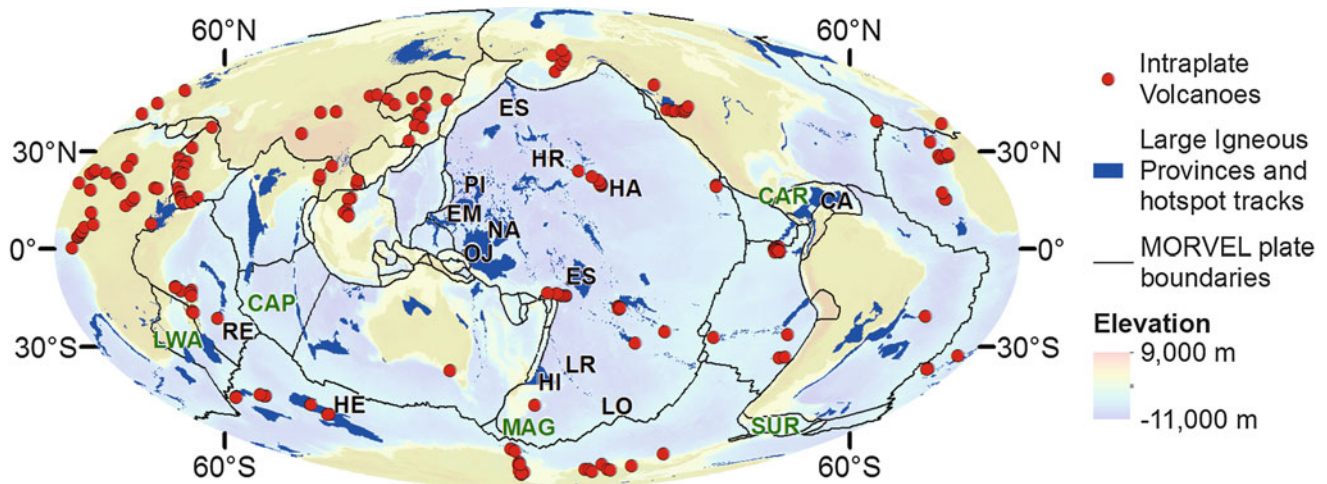 60°N
60°N
ES
30°N
30°N
HR
PI
HA
CAR
CA
EM
NA
0°
0°
OJ
ES
CAP
RE
LWA
30°S
30°S
LR
HI
HE
LO
MAG
SUR
60°S
60°S
Intraplate
Volcanoes
Large Igneous
Provinces and
hotspot tracks
MORVEL plate
boundaries
Elevation
9,000 m
-11,000 m